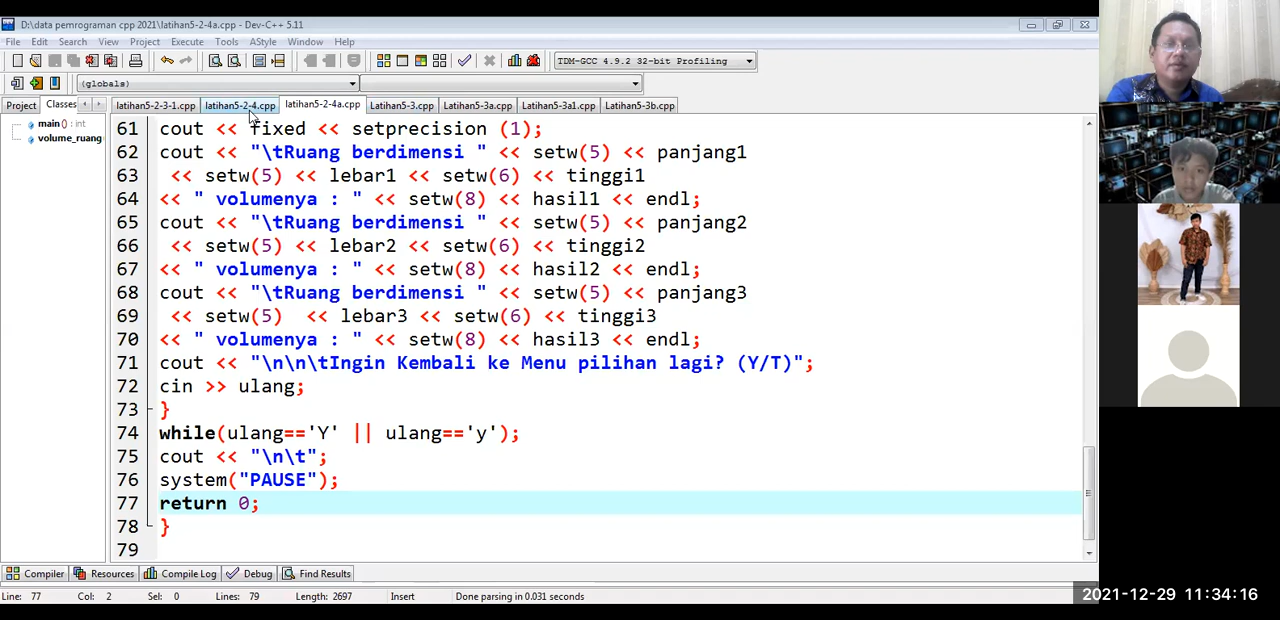 D:\data pemrograman cpp 2021\latihan5-2-4a.cpp - Dev-C++ 5.11
File Edit Search View Project Execute Tools AStyle Window Help
TDM-GCC 4.9.2 32-bit Profiling
(globals)
Project Classes latihan5-2-3-1.cpp latihan5-2-4.cpp latihan5-2-4a.cpp latihan5-3.cpp latihan5-3a.cpp latihan5-3a1.cpp latihan5-3b.cpp
main () : int
volume_ruang
61 cout << fixed << setprecision (1);
62 cout << "\tRuang berdimensi " << setw(5) << panjang1
63 << setw(5) << lebar1 << setw(6) << tinggi1
64 << " volumenya : " << setw(8) << hasil1 << endl;
65 cout << "\tRuang berdimensi " << setw(5) << panjang2
66 << setw(5) << lebar2 << setw(6) << tinggi2
67 << " volumenya : " << setw(8) << hasil2 << endl;
68 cout << "\tRuang berdimensi " << setw(5) << panjang3
69 << setw(5)  << lebar3 << setw(6) << tinggi3
70 << " volumenya : " << setw(8) << hasil3 << endl;
71 cout << "\n\n\tIngin Kembali ke Menu pilihan lagi? (Y/T)";
72 cin >> ulang;
73 }
74 while(ulang=='Y' || ulang=='y');
75 cout << "\n\t";
76 system("PAUSE");
77 return 0;
78 }
79
Compiler Resources Compile Log Debug Find Results
Line: 77 Col: 2 Sel: 0 Lines: 79 Length: 2697 Insert Done parsing in 0.031 seconds
2021-12-29 11:34:16